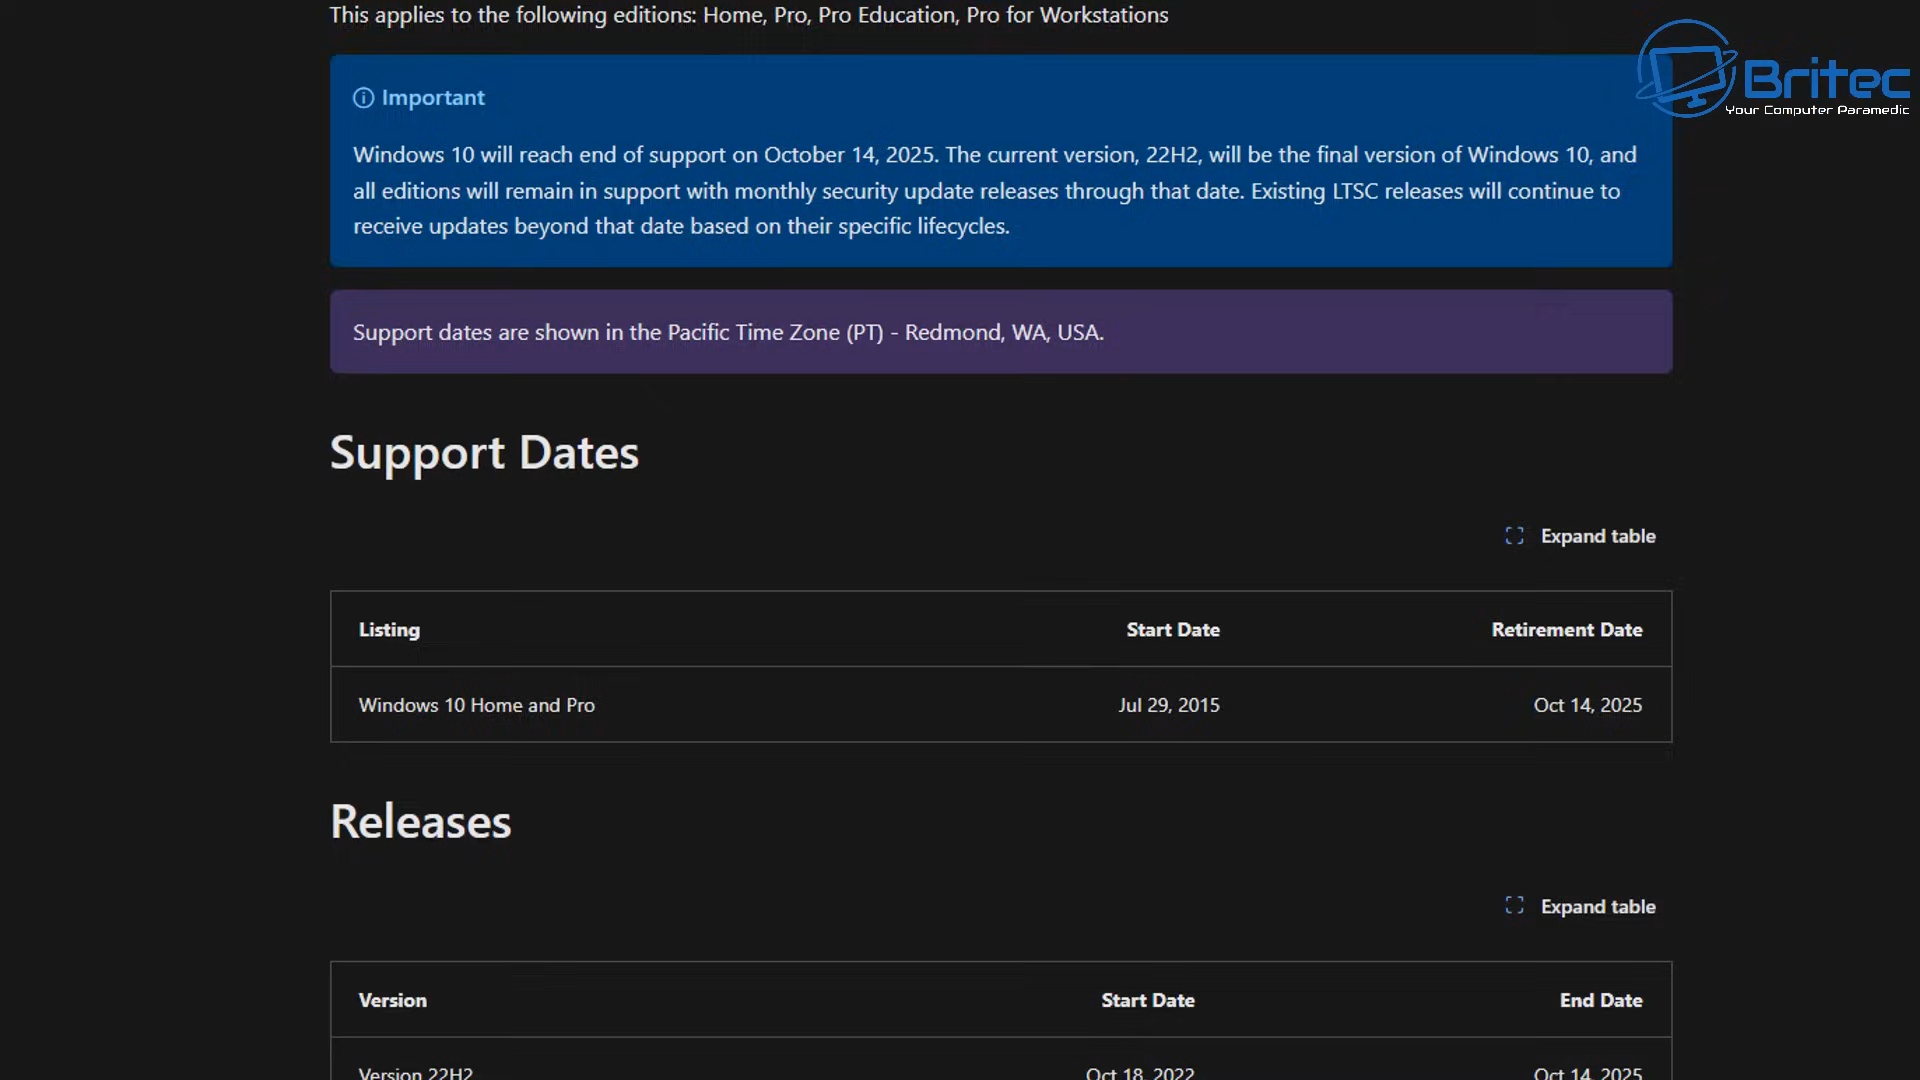 This applies to the following editions: Home, Pro, Pro Education, Pro for Workstations
Britec
Your Computer Paramedic
Important
Windows 10 will reach end of support on October 14, 2025. The current version, 22H2, will be the final version of Windows 10, and
all editions will remain in support with monthly security update releases through that date. Existing LTSC releases will continue to
receive updates beyond that date based on their specific lifecycles.
Support dates are shown in the Pacific Time Zone (PT) - Redmond, WA, USA.
Support Dates
Expand table
Listing Start Date Retirement Date
Windows 10 Home and Pro Jul 29, 2015 Oct 14, 2025
Releases
Expand table
Version Start Date End Date
Version 22H2 Oct 18, 2022 Oct 14, 2025